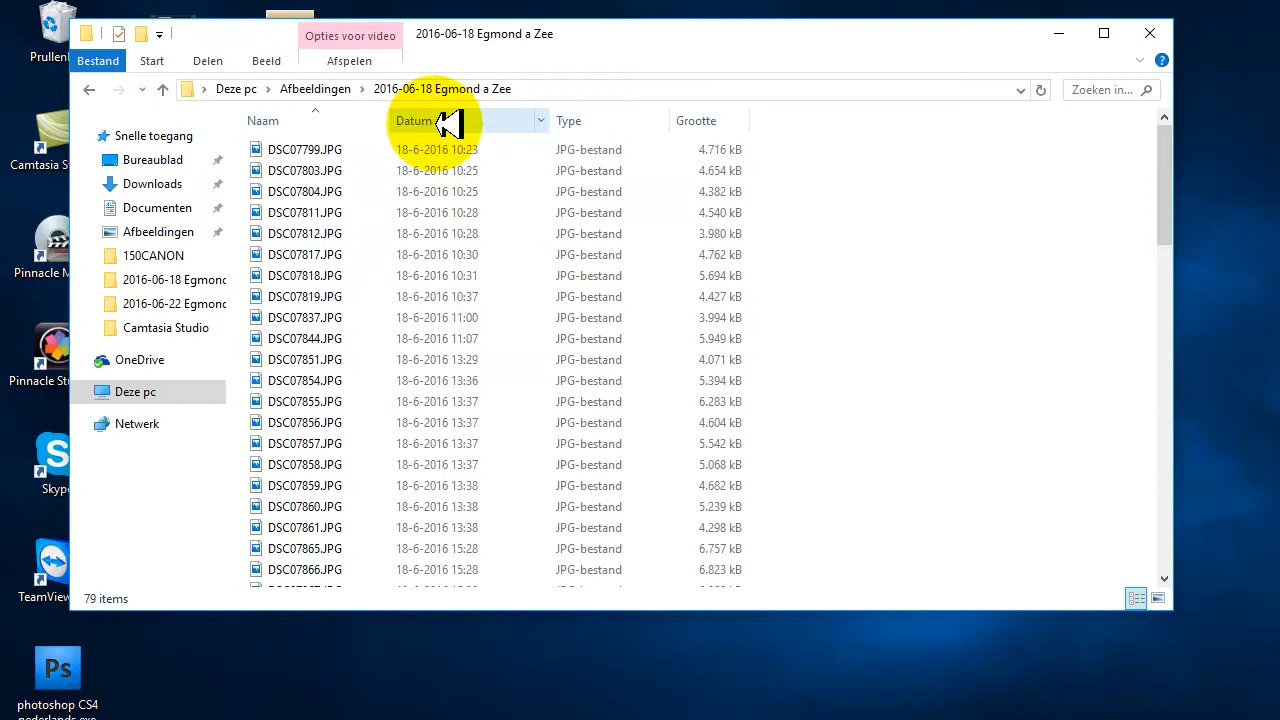 Prullen
Camtasia S
Pinnacle M
Pinnacle Stu
Skype
TeamView
Ps
photoshop CS4
nederlands.exe
Opties voor video
2016-06-18 Egmond a Zee
Bestand Start Delen Beeld Afspelen
Deze pc Afbeeldingen 2016-06-18 Egmond a Zee
Zoeken in...
Naam Datum Type Grootte
Snelle toegang
Bureaublad
Downloads
Documenten
Afbeeldingen
150CANON
2016-06-18 Egmond
2016-06-22 Egmond
Camtasia Studio
OneDrive
Deze pc
Netwerk
DSC07799.JPG 18-6-2016 10:23 JPG-bestand 4.716 kB
DSC07803.JPG 18-6-2016 10:25 JPG-bestand 4.654 kB
DSC07804.JPG 18-6-2016 10:25 JPG-bestand 4.382 kB
DSC07811.JPG 18-6-2016 10:28 JPG-bestand 4.540 kB
DSC07812.JPG 18-6-2016 10:28 JPG-bestand 3.980 kB
DSC07817.JPG 18-6-2016 10:30 JPG-bestand 4.762 kB
DSC07818.JPG 18-6-2016 10:31 JPG-bestand 5.694 kB
DSC07819.JPG 18-6-2016 10:37 JPG-bestand 4.427 kB
DSC07837.JPG 18-6-2016 11:00 JPG-bestand 3.994 kB
DSC07844.JPG 18-6-2016 11:07 JPG-bestand 5.949 kB
DSC07851.JPG 18-6-2016 13:29 JPG-bestand 4.071 kB
DSC07854.JPG 18-6-2016 13:36 JPG-bestand 5.394 kB
DSC07855.JPG 18-6-2016 13:37 JPG-bestand 6.283 kB
DSC07856.JPG 18-6-2016 13:37 JPG-bestand 4.604 kB
DSC07857.JPG 18-6-2016 13:37 JPG-bestand 5.542 kB
DSC07858.JPG 18-6-2016 13:37 JPG-bestand 5.068 kB
DSC07859.JPG 18-6-2016 13:38 JPG-bestand 4.682 kB
DSC07860.JPG 18-6-2016 13:38 JPG-bestand 5.239 kB
DSC07861.JPG 18-6-2016 13:38 JPG-bestand 4.298 kB
DSC07865.JPG 18-6-2016 15:28 JPG-bestand 6.757 kB
DSC07866.JPG 18-6-2016 15:28 JPG-bestand 6.823 kB
79 items